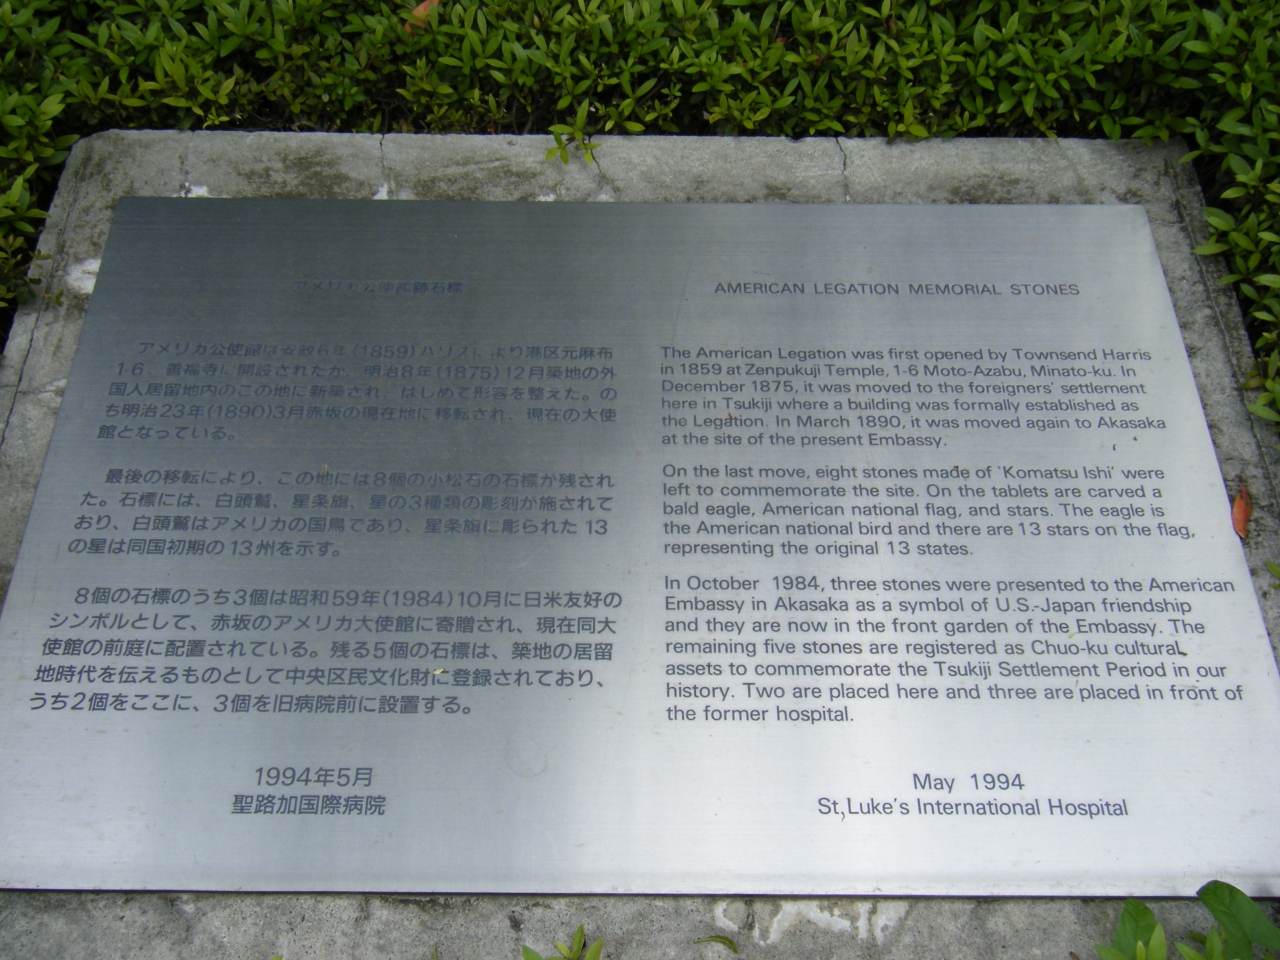 アメリカ公使館跡石標
アメリカ公使館は安政6年(1859)ハリスにより港区元麻布
1-6、善福寺に開設されたが、明治8年(1875)12月築地の外
国人居留地内のこの地に新築され、はじめて形容を整えた。の
ち明治23年(1890)3月赤坂の現在地に移転され、現在の大使
館となっている。
最後の移転により、この地には8個の小松石の石標が残され
た。石標には、白頭鷲、星条旗、星の3種類の彫刻が施されて
おり、白頭鷲はアメリカの国鳥であり、星条旗に彫られた13
の星は同国初期の13州を示す。
8個の石標のうち3個は昭和59年(1984)10月に日米友好の
シンボルとして、赤坂のアメリカ大使館に寄贈され、現在同大
使館の前庭に配置されている。残る5個の石標は、築地の居留
地時代を伝えるものとして中央区民文化財に登録されており、
うち2個をここに、3個を旧病院前に設置する。
1994年5月
聖路加国際病院
AMERICAN LEGATION MEMORIAL STONES
The American Legation was first opened by Townsend Harris
in 1859 at Zenpukuji Temple, 1-6 Moto-Azabu, Minato-ku. In
December 1875, it was moved to the foreigners' settlement
here in Tsukiji where a building was formally established as
the Legation. In March 1890, it was moved again to Akasaka
at the site of the present Embassy.
On the last move, eight stones made of 'Komatsu Ishi' were
left to commemorate the site. On the tablets are carved a
bald eagle, American national flag, and stars. The eagle is
the American national bird and there are 13 stars on the flag,
representing the original 13 states.
In October 1984, three stones were presented to the American
Embassy in Akasaka as a symbol of U.S.-Japan friendship
and they are now in the front garden of the Embassy. The
remaining five stones are registered as Chuo-ku cultural
assets to commemorate the Tsukiji Settlement Period in our
history. Two are placed here and three are placed in front of
the former hospital.
May 1994
St, Luke's International Hospital